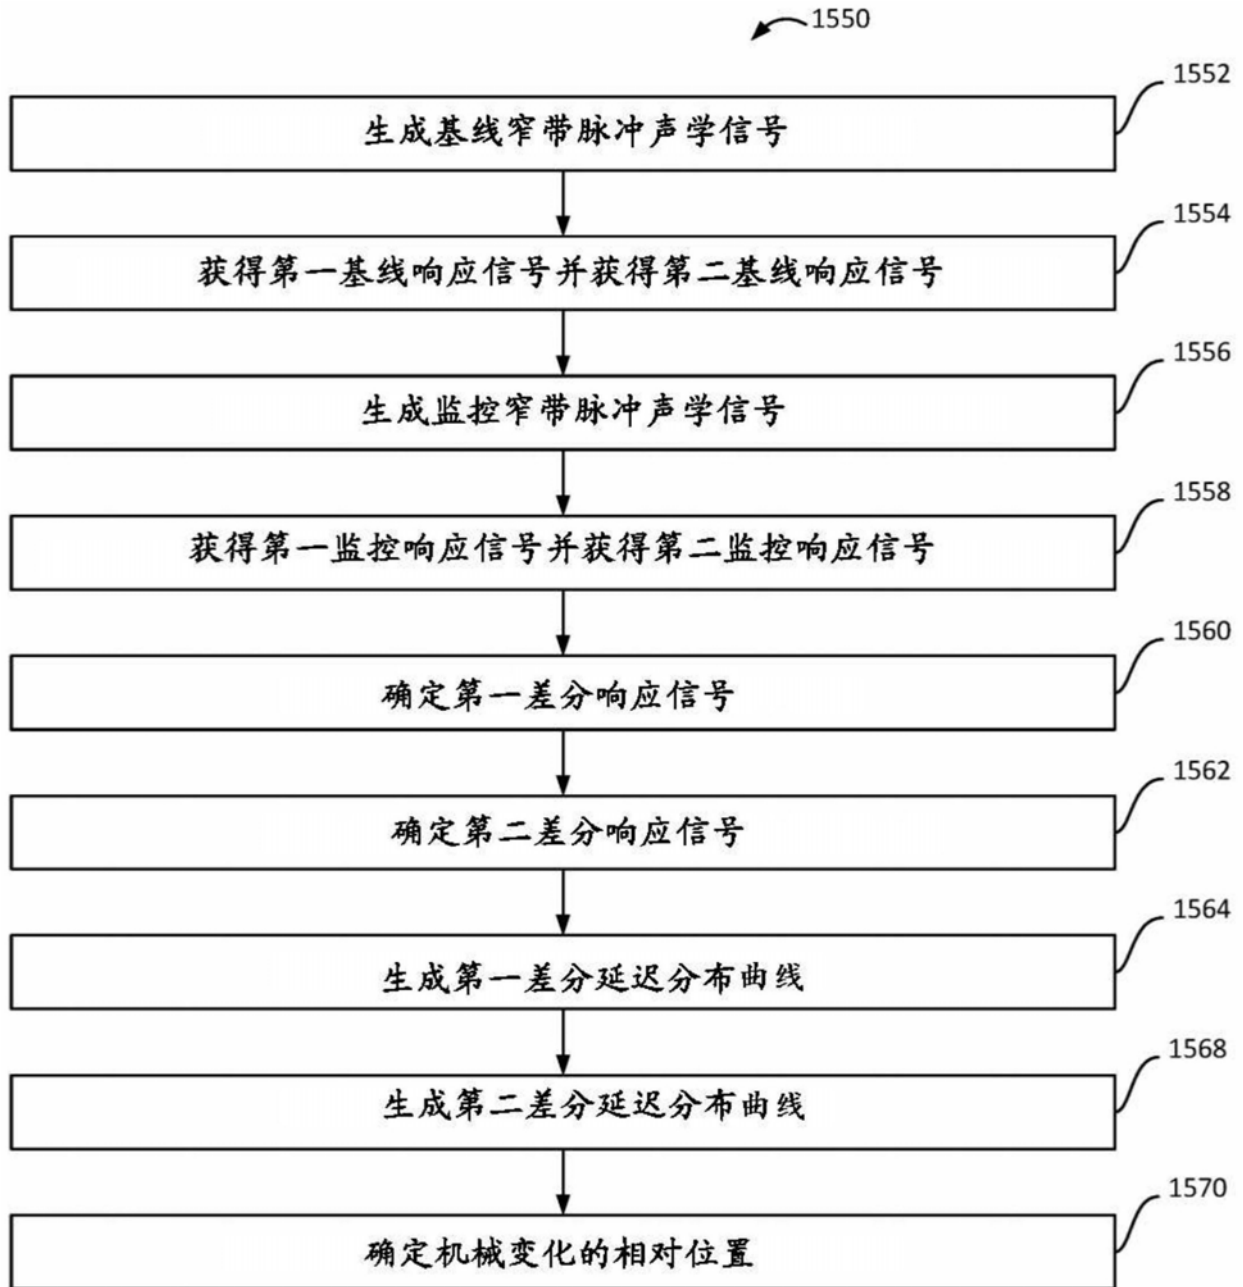 1550
1552
生成基线窄带脉冲声学信号
1554
获得第一基线响应信号并获得第二基线响应信号
1556
生成监控窄带脉冲声学信号
1558
获得第一监控响应信号并获得第二监控响应信号
1560
确定第一差分响应信号
1562
确定第二差分响应信号
1564
生成第一差分延迟分布曲线
1568
生成第二差分延迟分布曲线
1570
确定机械变化的相对位置